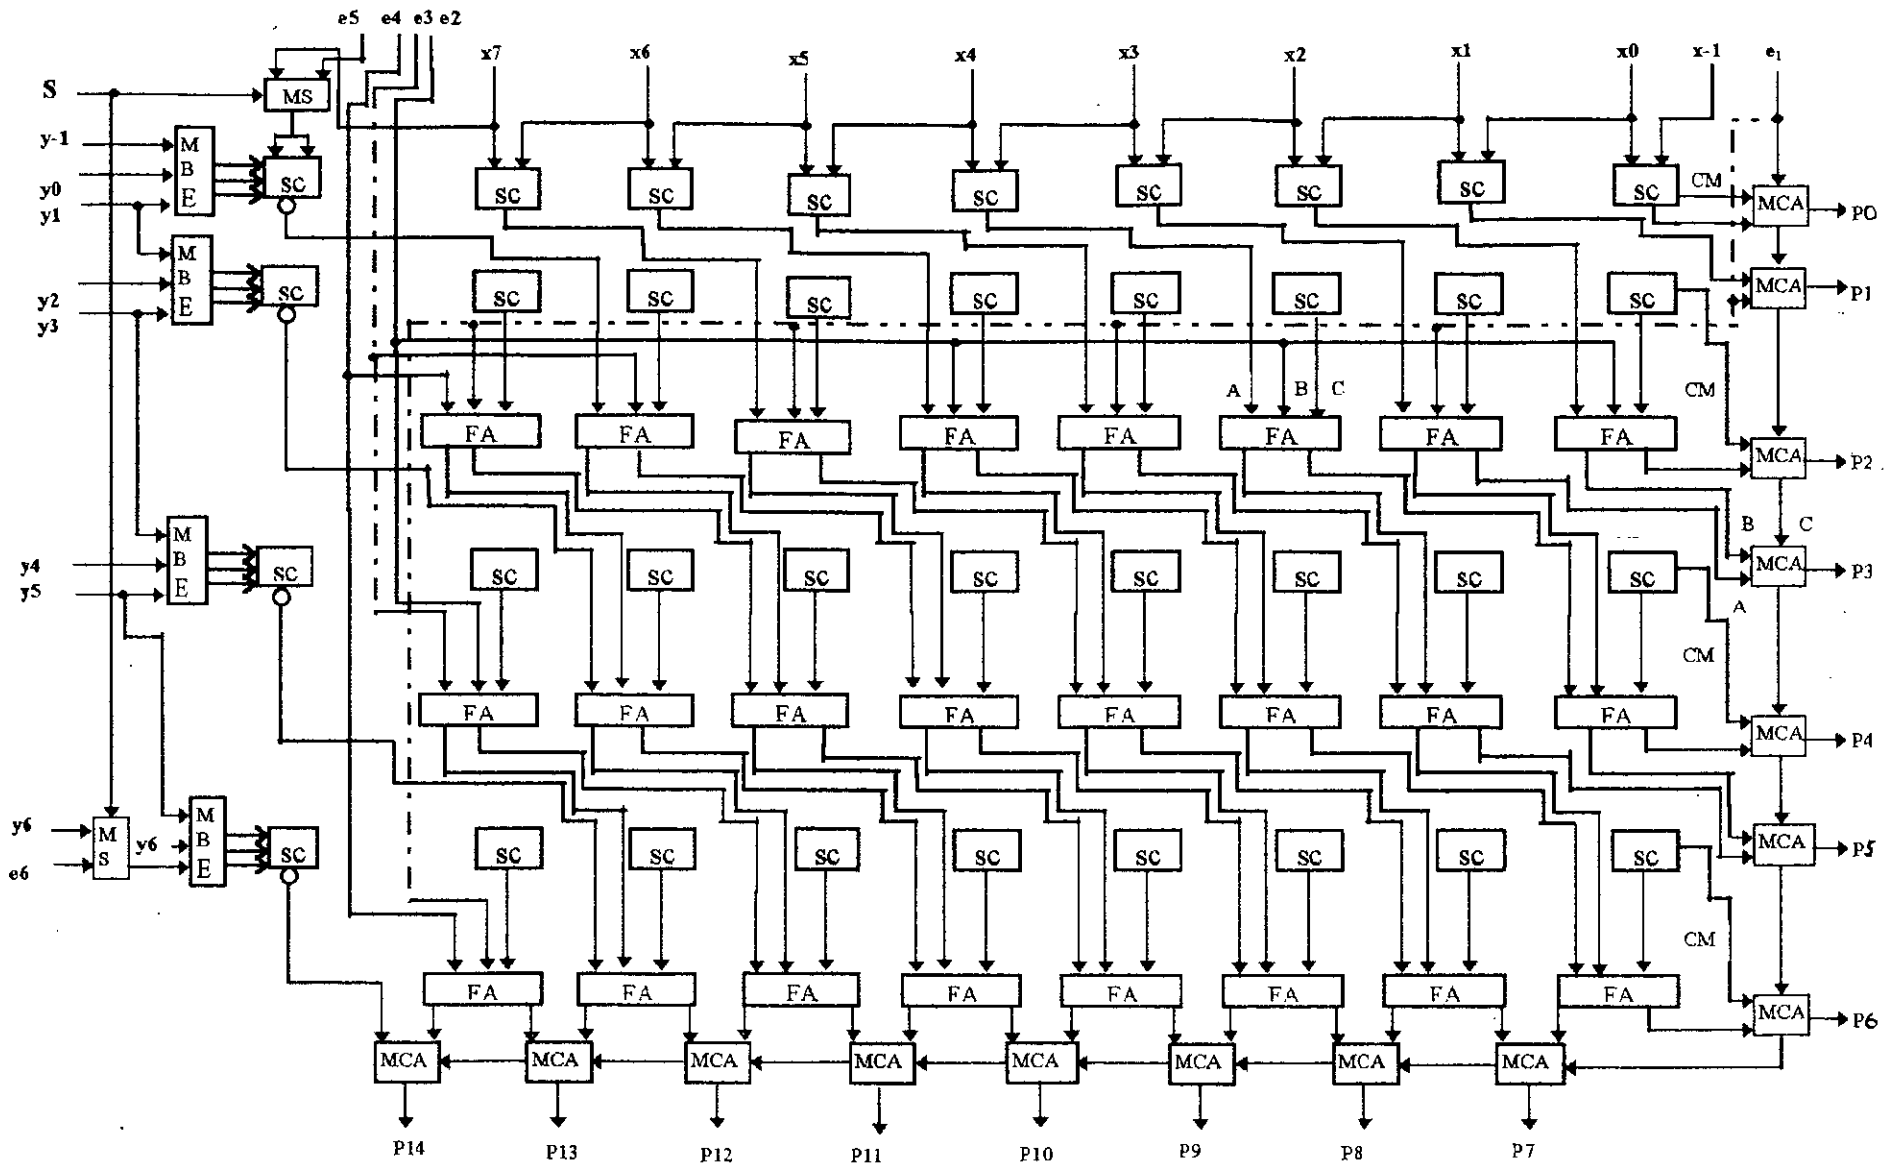 e5 e4 e3 e2
x7 x6 x5 x4 x3 x2 x1 x0 x-1 e1
S
MS
y-1
M
B
E
SC
y0
y1
SC SC SC SC SC SC SC SC
CM
MCA
P0
M
B
E
SC
y2
y3
SC SC SC SC SC SC SC SC
MCA
P1
A B C
CM
FA FA FA FA FA FA FA FA
MCA
P2
B C
M
B
E
SC
y4
y5
SC SC SC SC SC SC SC SC
MCA
P3
A
CM
FA FA FA FA FA FA FA FA
MCA
P4
y6
e6
M
S
y6
M
B
E
SC
SC SC SC SC SC SC SC SC
MCA
P5
CM
FA FA FA FA FA FA FA FA
MCA
P6
MCA MCA MCA MCA MCA MCA MCA MCA
P14 P13 P12 P11 P10 P9 P8 P7